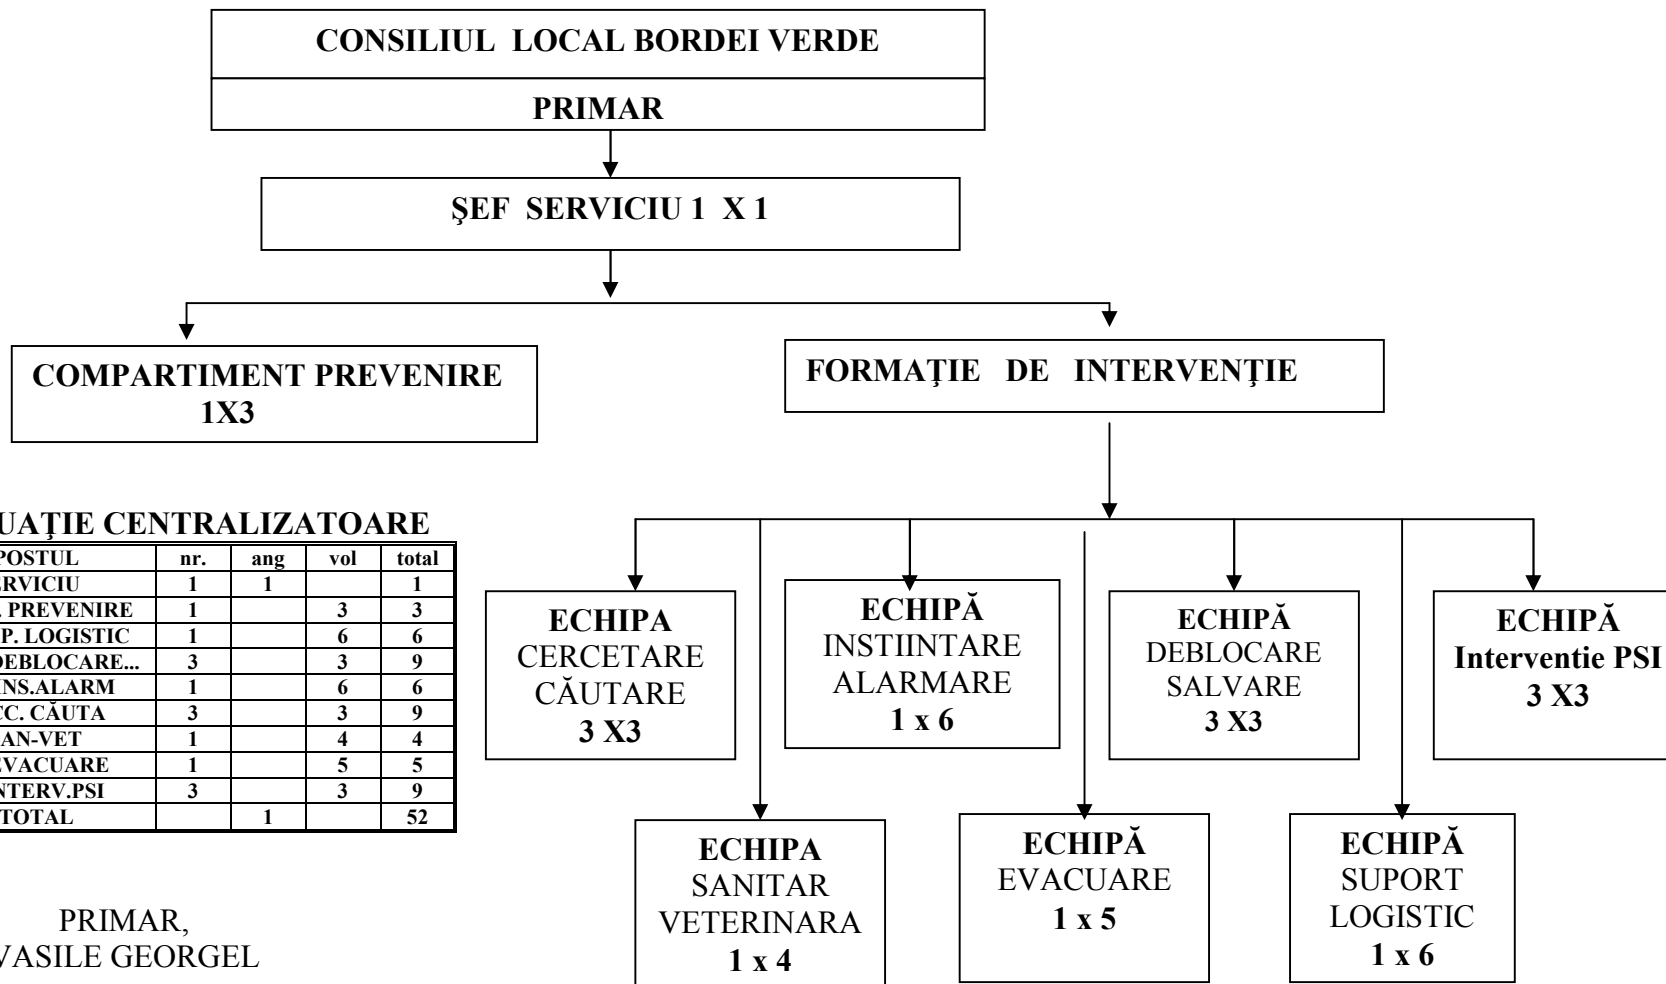 CONSILIUL LOCAL BORDEI VERDE
PRIMAR
ŞEF SERVICIU 1 X 1
COMPARTIMENT PREVENIRE
1X3
FORMAŢIE DE INTERVENŢIE
UAŢIE CENTRALIZATOARE
POSTUL nr. ang vol total
ERVICIU 1 1 1
. PREVENIRE 1 3 3
P. LOGISTIC 1 6 6
DEBLOCARE... 3 3 9
NS.ALARM 1 6 6
CC. CĂUTA 3 3 9
AN-VET 1 4 4
EVACUARE 1 5 5
NTERV.PSI 3 3 9
TOTAL 1 52
ECHIPA
CERCETARE
CĂUTARE
3 X3
ECHIPĂ
INSTIINTARE
ALARMARE
1 x 6
ECHIPĂ
DEBLOCARE
SALVARE
3 X3
ECHIPĂ
Interventie PSI
3 X3
ECHIPA
SANITAR
VETERINARA
1 x 4
ECHIPĂ
EVACUARE
1 x 5
ECHIPĂ
SUPORT
LOGISTIC
1 x 6
PRIMAR,
VASILE GEORGEL